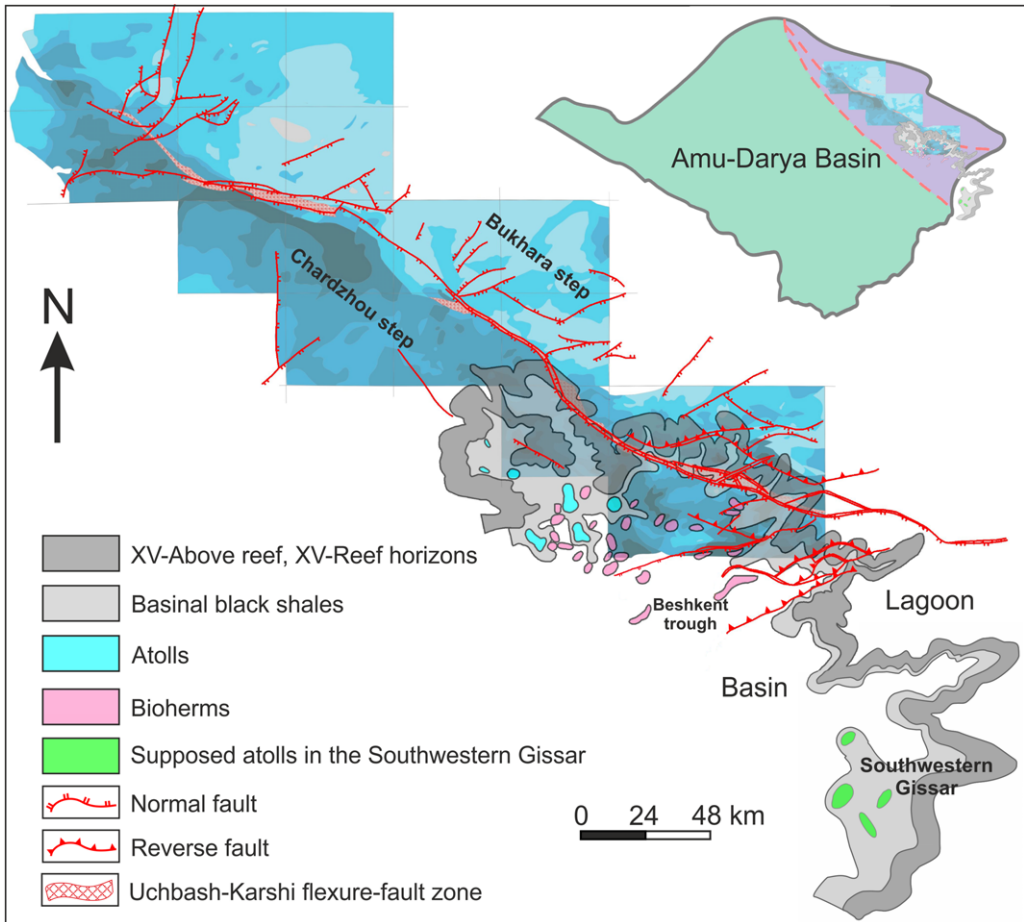 Amu-Darya Basin
Bukhara step
Chardzhou step
N
XV-Above reef, XV-Reef horizons
Basinal black shales
Atolls
Bioherms
Supposed atolls in the Southwestern Gissar
Normal fault
Reverse fault
Uchbash-Karshi flexure-fault zone
Beshkent
trough
Lagoon
Basin
Southwestern
Gissar
0 24 48 km